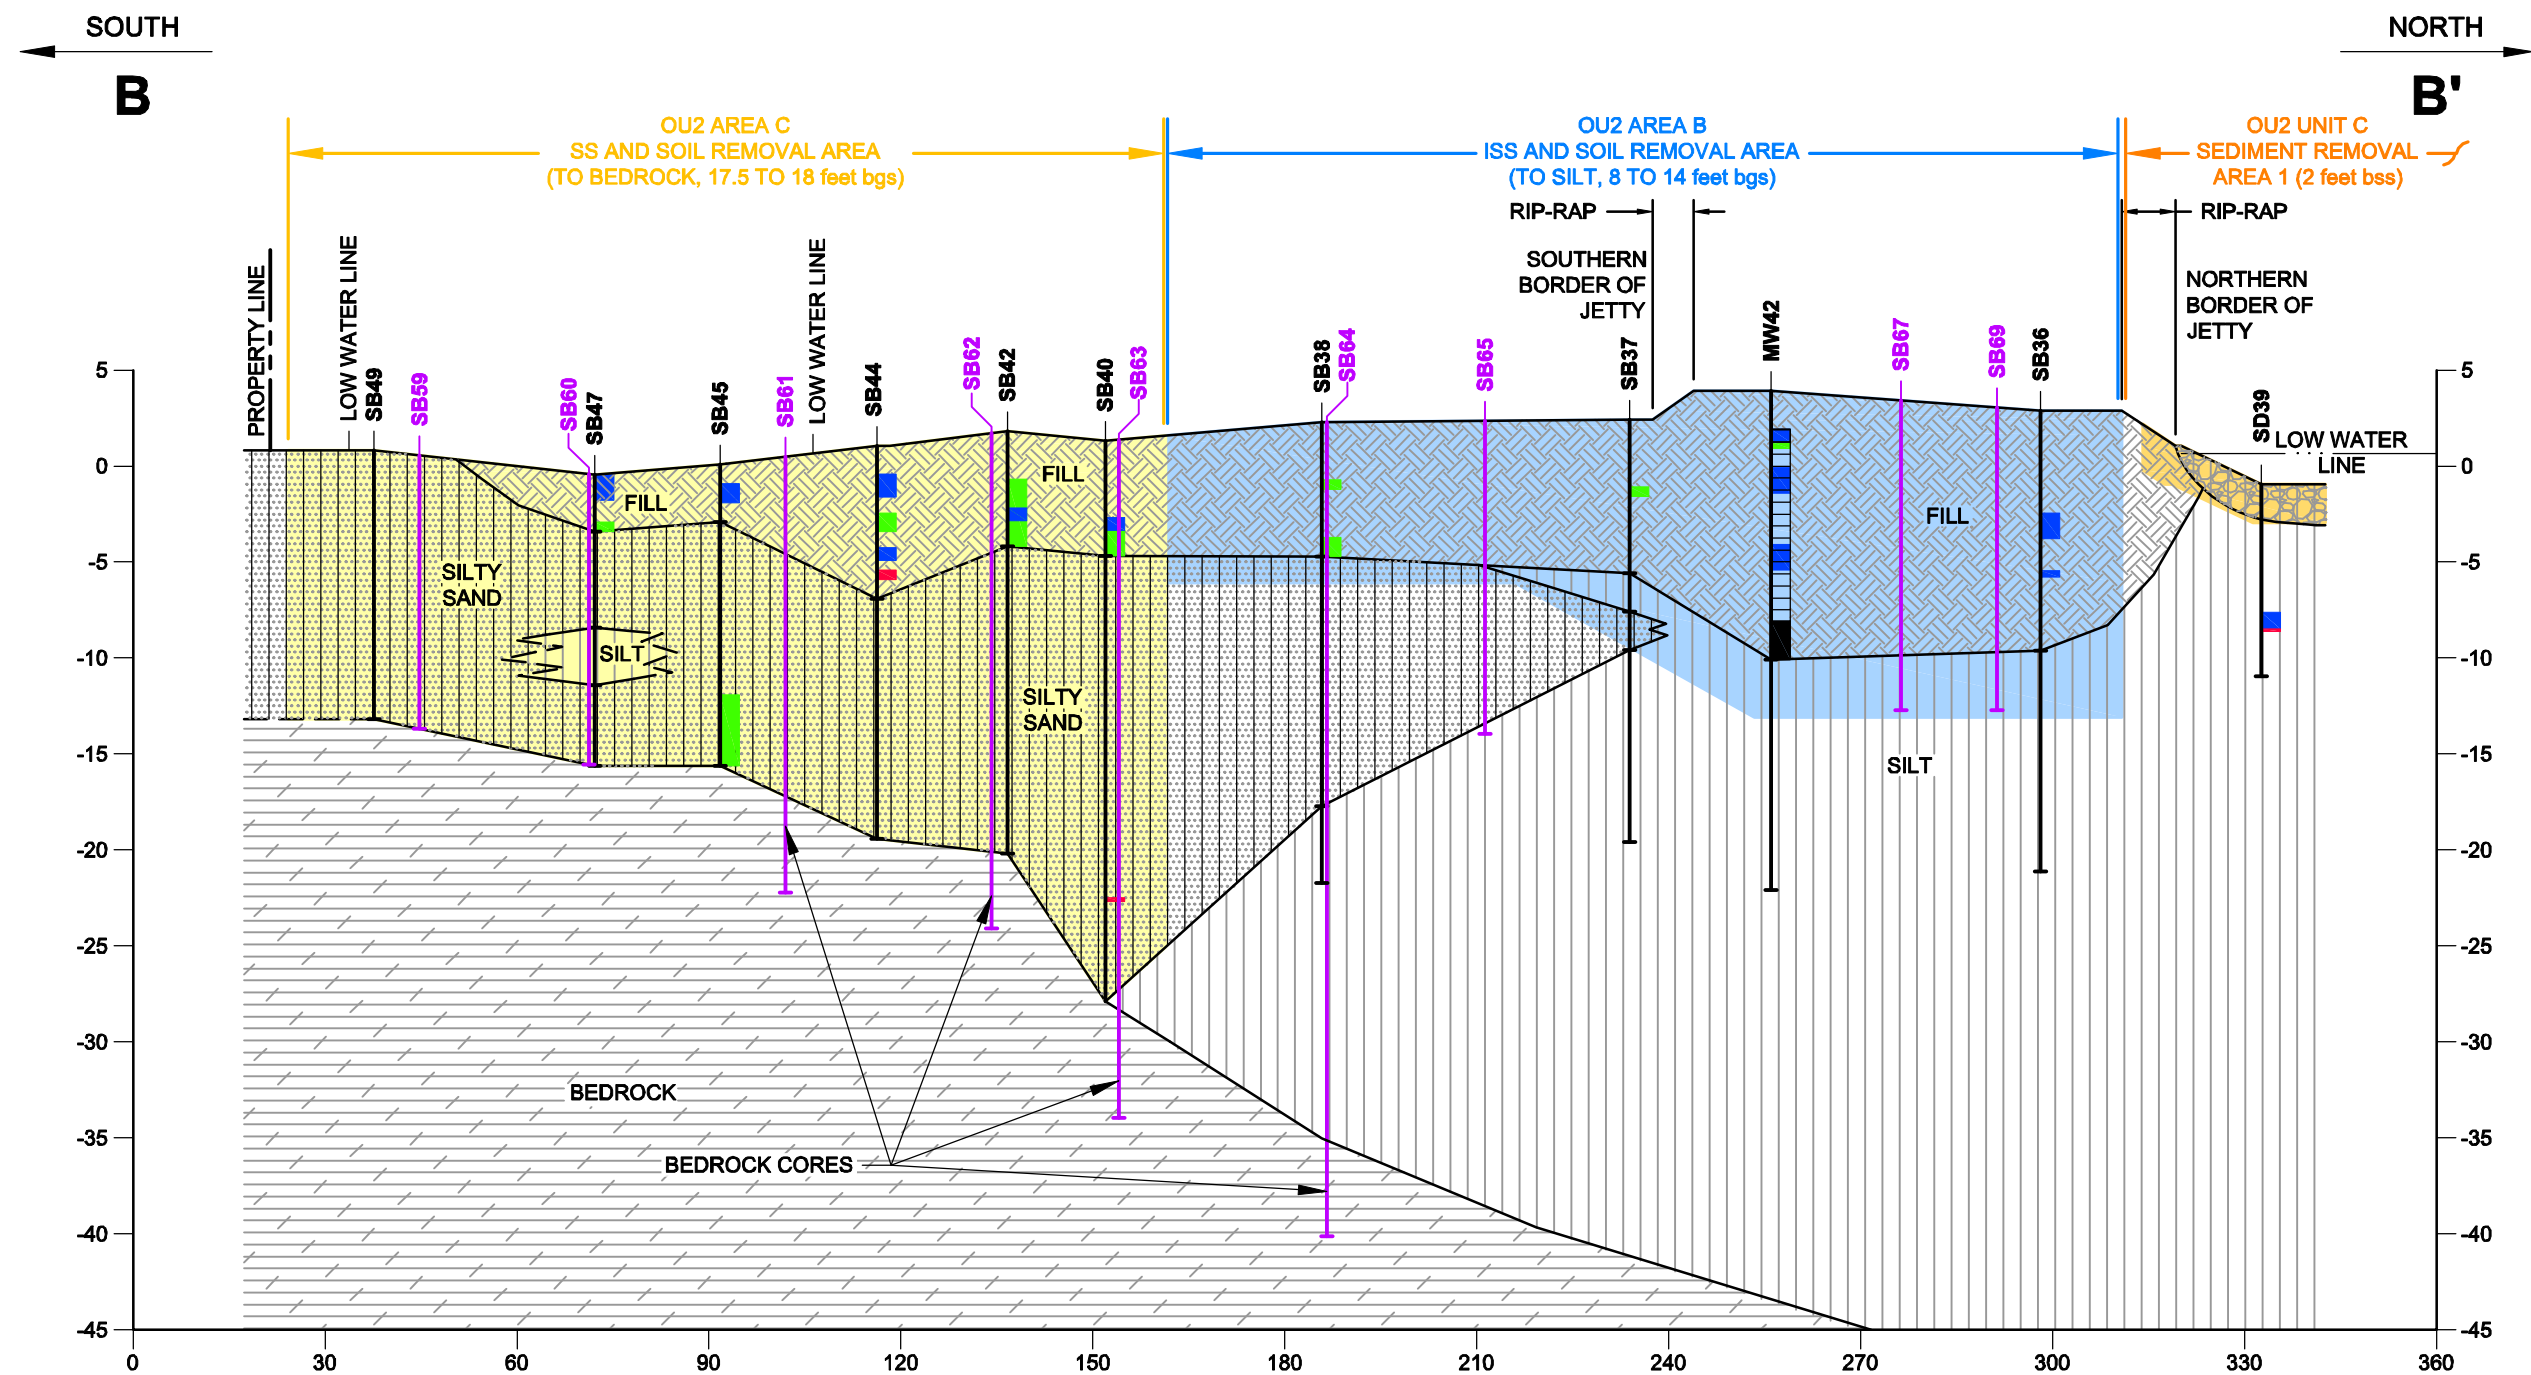 SOUTH
NORTH
B
B'
OU2 AREA C
SS AND SOIL REMOVAL AREA
(TO BEDROCK, 17.5 TO 18 feet bgs)
OU2 AREA B
ISS AND SOIL REMOVAL AREA
(TO SILT, 8 TO 14 feet bgs)
OU2 UNIT C
SEDIMENT REMOVAL
AREA 1 (2 feet bss)
RIP-RAP
RIP-RAP
SOUTHERN
BORDER OF
JETTY
NORTHERN
BORDER OF
JETTY
PROPERTY LINE
LOW WATER LINE
SB49
SB59
SB60
SB47
SB45
SB61
LOW WATER LINE
SB44
SB62
SB42
SB40
SB63
SB38
SB64
SB65
SB37
MW42
SB67
SB69
SB36
SD39
LOW WATER
LINE
FILL
FILL
FILL
SILTY
SAND
SILT
SILTY
SAND
SILT
BEDROCK
BEDROCK CORES
5
0
-5
-10
-15
-20
-25
-30
-35
-40
-45
5
0
-5
-10
-15
-20
-25
-30
-35
-40
-45
0
30
60
90
120
150
180
210
240
270
300
330
360